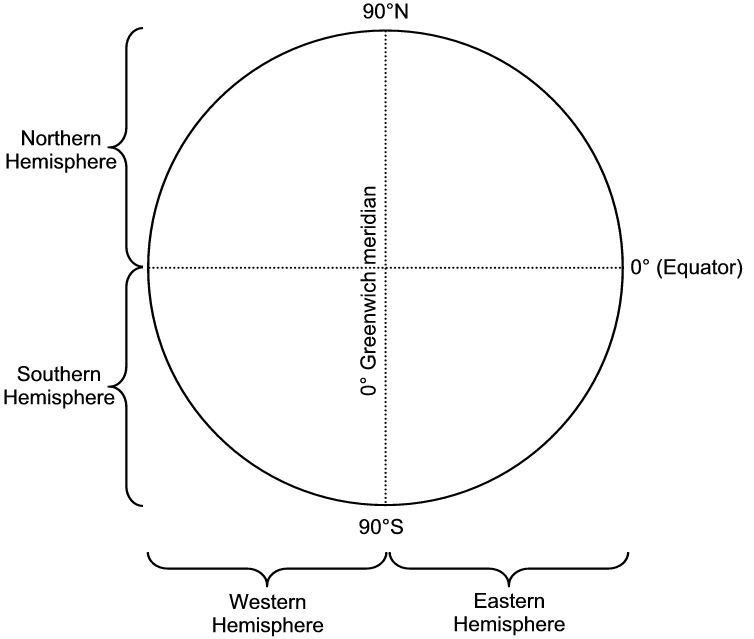 90°N
Northern
Hemisphere
0° Greenwich meridian
0° (Equator)
Southern
Hemisphere
90°S
Western
Hemisphere
Eastern
Hemisphere